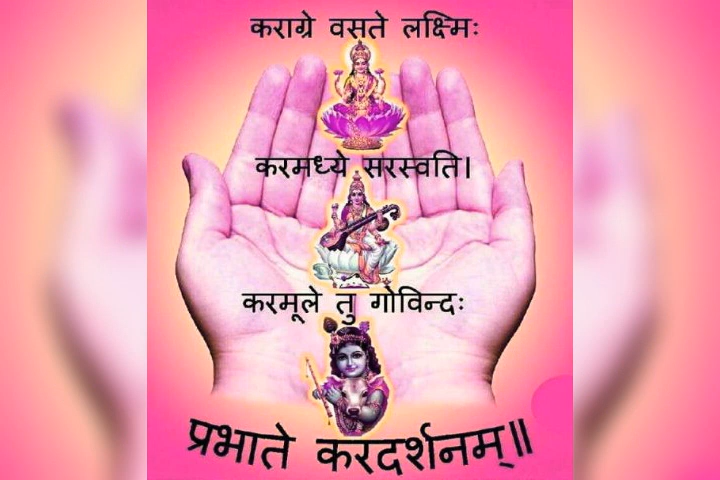 कराग्रे वसते लक्ष्मिः
करमध्ये सरस्वति।
करमूले तु गोविन्दः
प्रभाते करदर्शनम्॥